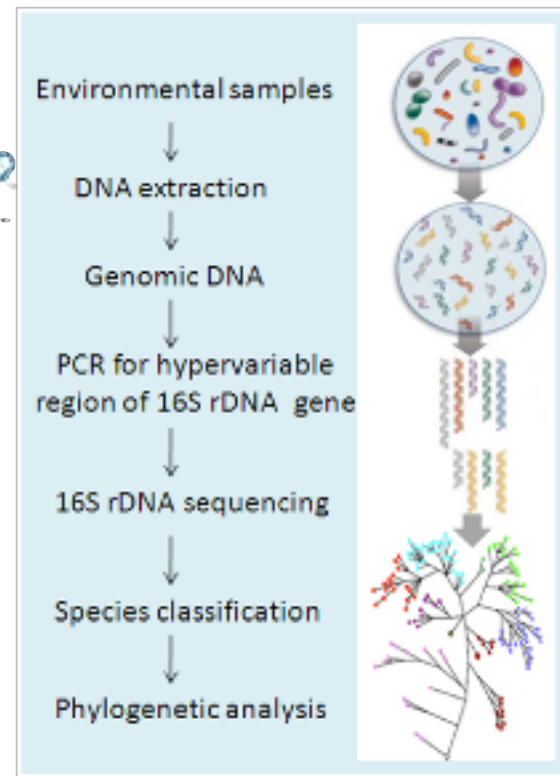 Environmental samples
DNA extraction
Genomic DNA
PCR for hypervariable
region of 16S rDNA gene
16S rDNA sequencing
Species classification
Phylogenetic analysis